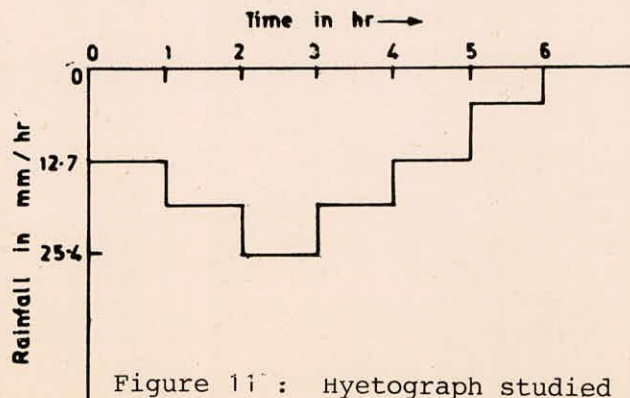 Time in hr →
0 1 2 3 4 5 6
0
12.7
25.4
Rainfall in mm/hr
Figure 11 : Hyetograph studied